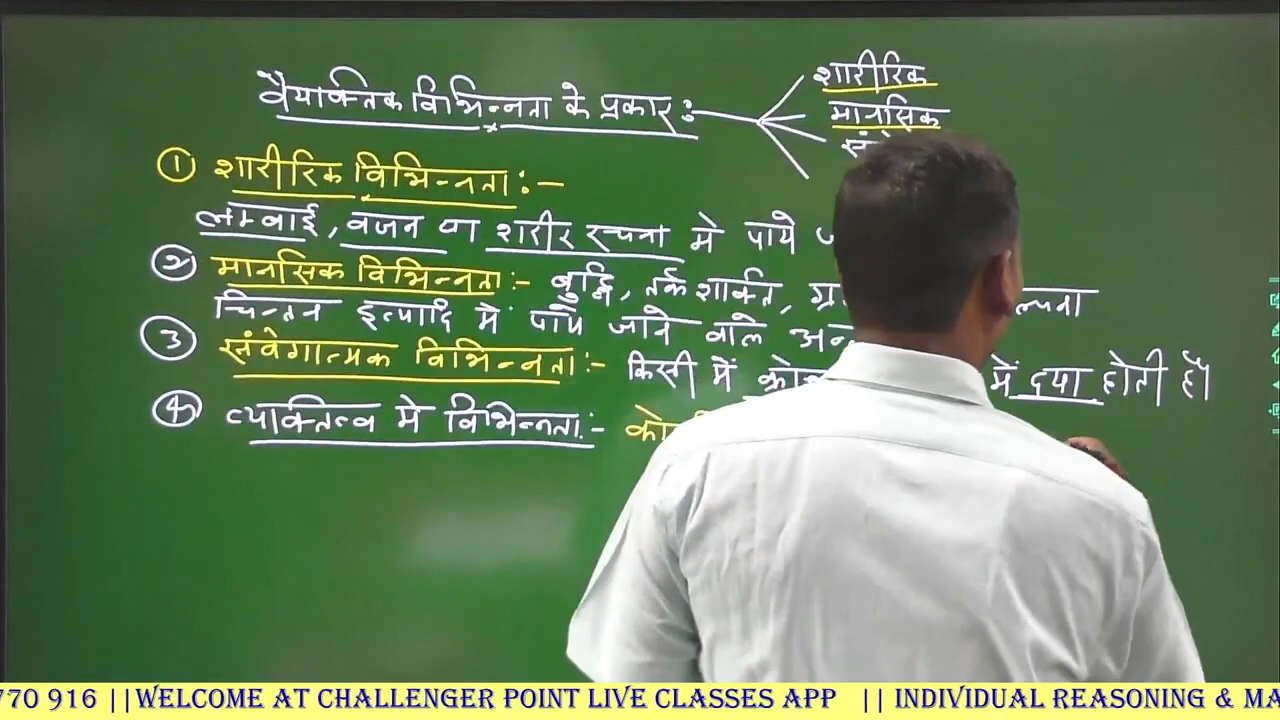 वैयक्तिक विभिन्नता के प्रकार :
शारीरिक
मानसिक
① शारीरिक विभिन्नता :-
लम्बाई, वजन वा शरीर रचना में पाये
② मानसिक विभिन्नता :- बुद्धि, तर्क शक्ति,
चिन्तन इत्यादि में पाये जाने वाले
③ संवेगात्मक विभिन्नता :- किसी में में दया होती है।
④ व्यक्तित्व में विभिन्नता :-
770 916 ||WELCOME AT CHALLENGER POINT LIVE CLASSES APP || INDIVIDUAL REASONING & MA